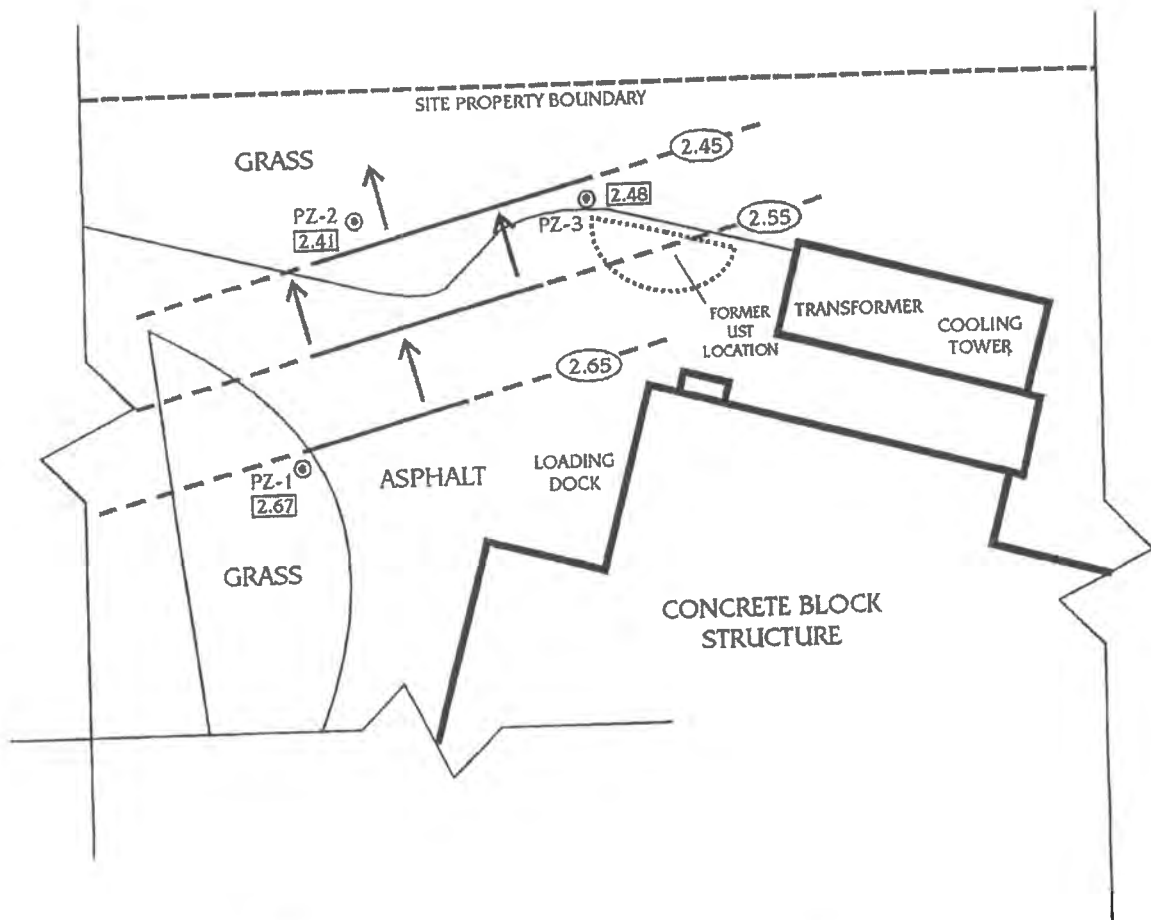 SITE PROPERTY BOUNDARY
GRASS
2.45
PZ-2
2.41
2.48
PZ-3
2.55
FORMER
UST
LOCATION
TRANSFORMER
COOLING
TOWER
2.65
PZ-1
2.67
ASPHALT
LOADING
DOCK
GRASS
CONCRETE BLOCK
STRUCTURE